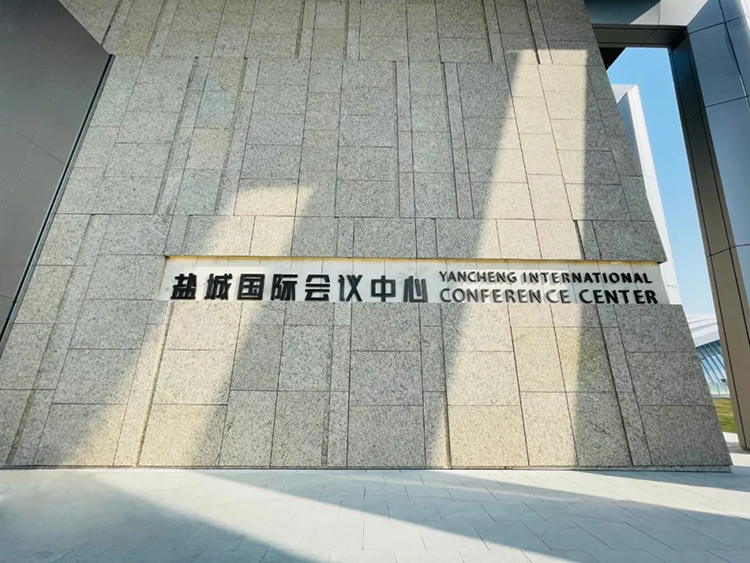 盐城国际会议中心
YANCHENG INTERNATIONAL
CONFERENCE CENTER